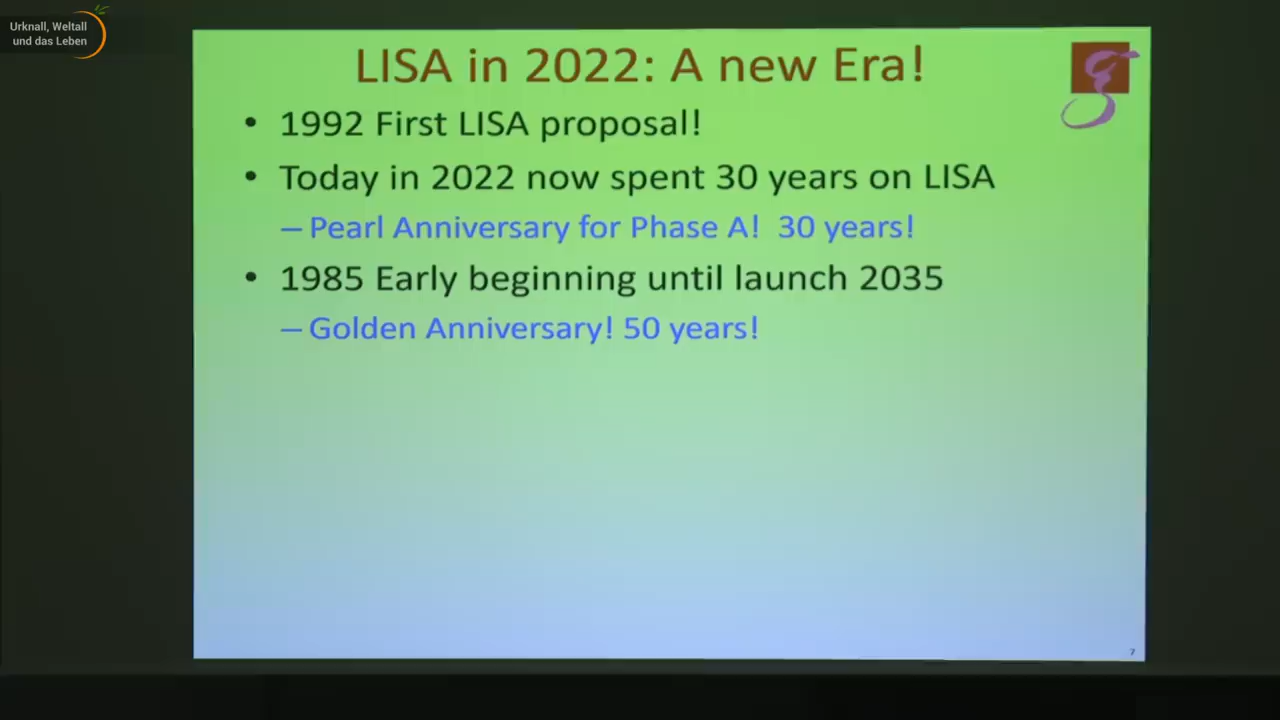 Urknall, Weltall
und das Leben
LISA in 2022: A new Era!
• 1992 First LISA proposal!
• Today in 2022 now spent 30 years on LISA
– Pearl Anniversary for Phase A!  30 years!
• 1985 Early beginning until launch 2035
– Golden Anniversary! 50 years!
7